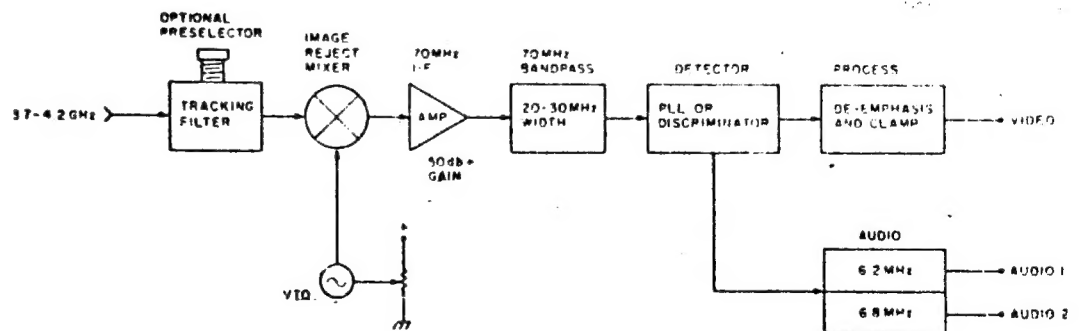 OPTIONAL
PRESELECTOR
IMAGE
REJECT
MIXER
70MHz
I-F
70MHz
BANDPASS
DETECTOR
PROCESS
3.7-4.2GHz
TRACKING
FILTER
AMP
20-30MHz
WIDTH
PLL OR
DISCRIMINATOR
DE-EMPHASIS
AND CLAMP
VIDEO
50db+
GAIN
+
VTO.
AUDIO
6.2MHz
AUDIO 1
6.8MHz
AUDIO 2